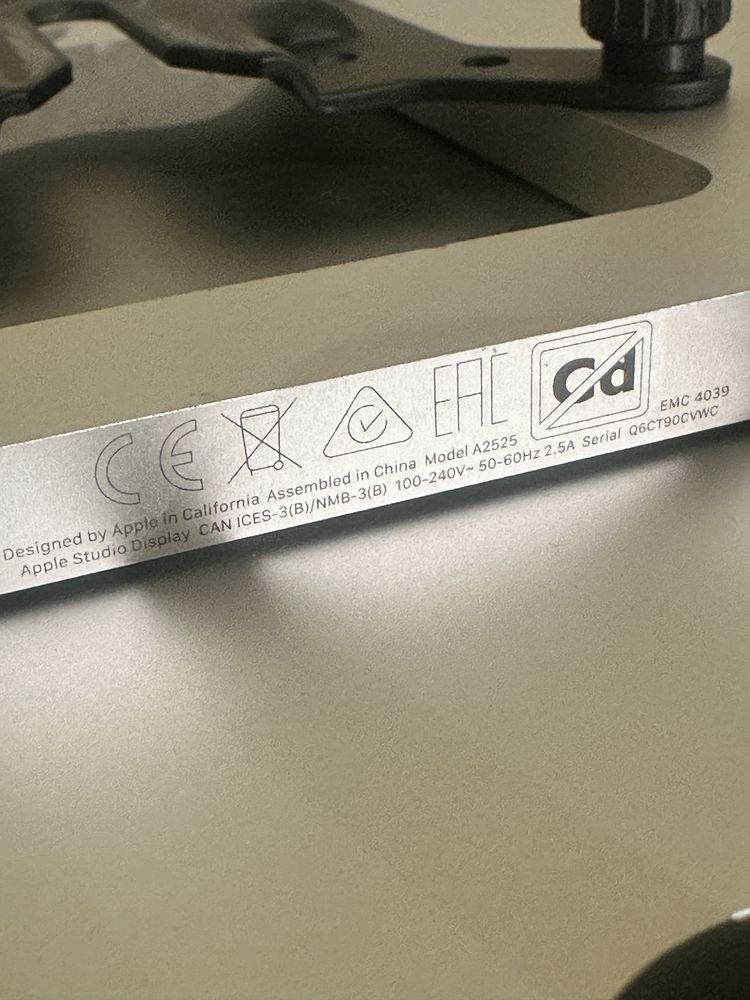 CE EAC Cd
Designed by Apple in California Assembled in China Model A2525 EMC 4039
Apple Studio Display CAN ICES-3(B)/NMB-3(B) 100-240V~ 50-60Hz 2.5A Serial Q6CT90CVWC